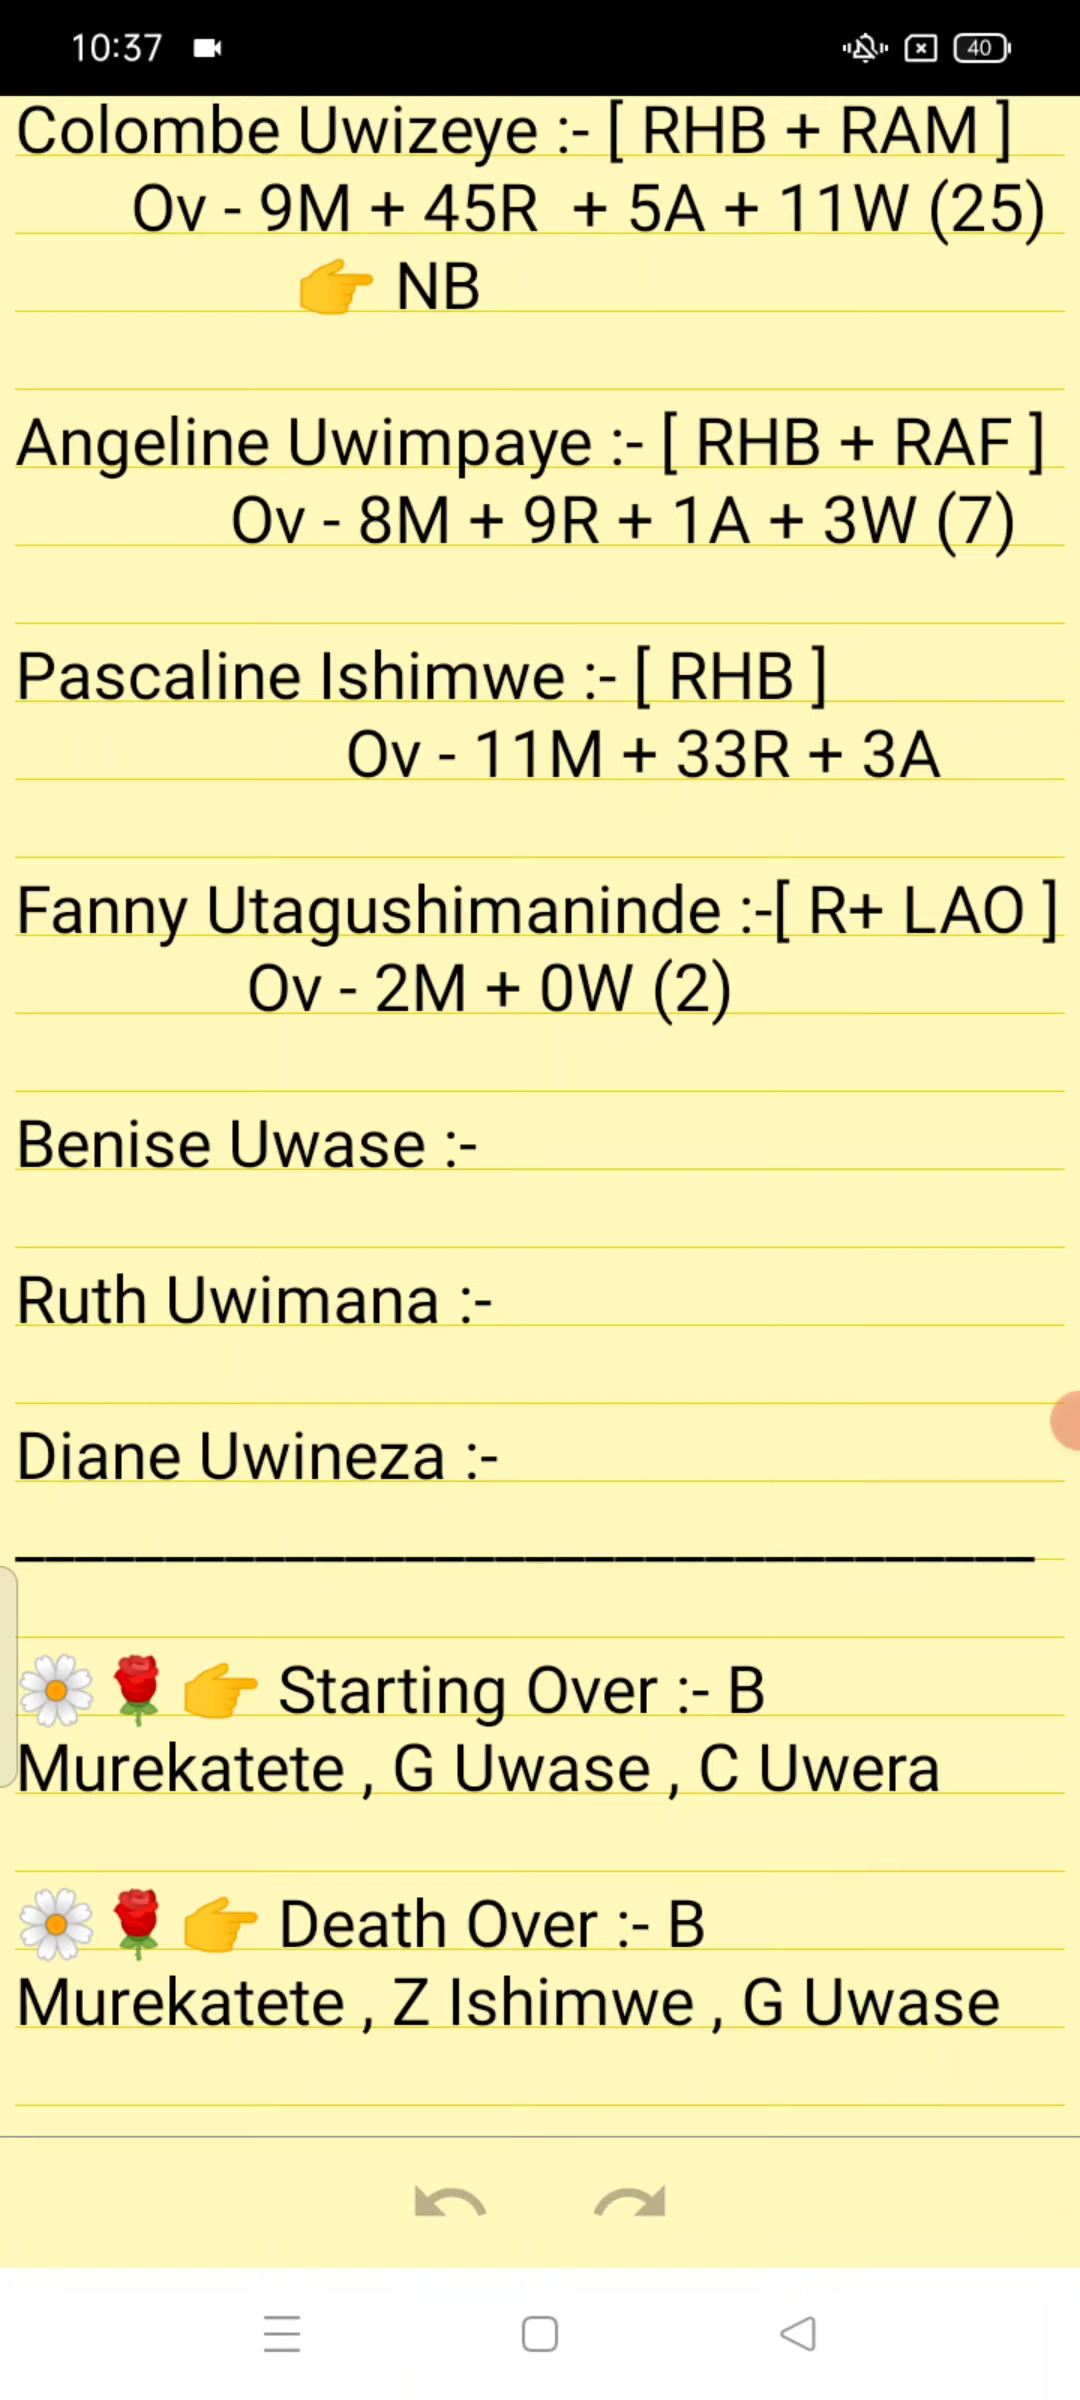 10:37
40
Colombe Uwizeye :- [ RHB + RAM ]
Ov - 9M + 45R + 5A + 11W (25)
👉 NB
Angeline Uwimpaye :- [ RHB + RAF ]
Ov - 8M + 9R + 1A + 3W (7)
Pascaline Ishimwe :- [ RHB ]
Ov - 11M + 33R + 3A
Fanny Utagushimaninde :-[ R+ LAO ]
Ov - 2M + 0W (2)
Benise Uwase :-
Ruth Uwimana :-
Diane Uwineza :-
🌼🌹👉 Starting Over :- B
Murekatete , G Uwase , C Uwera
🌼🌹👉 Death Over :- B
Murekatete , Z Ishimwe , G Uwase